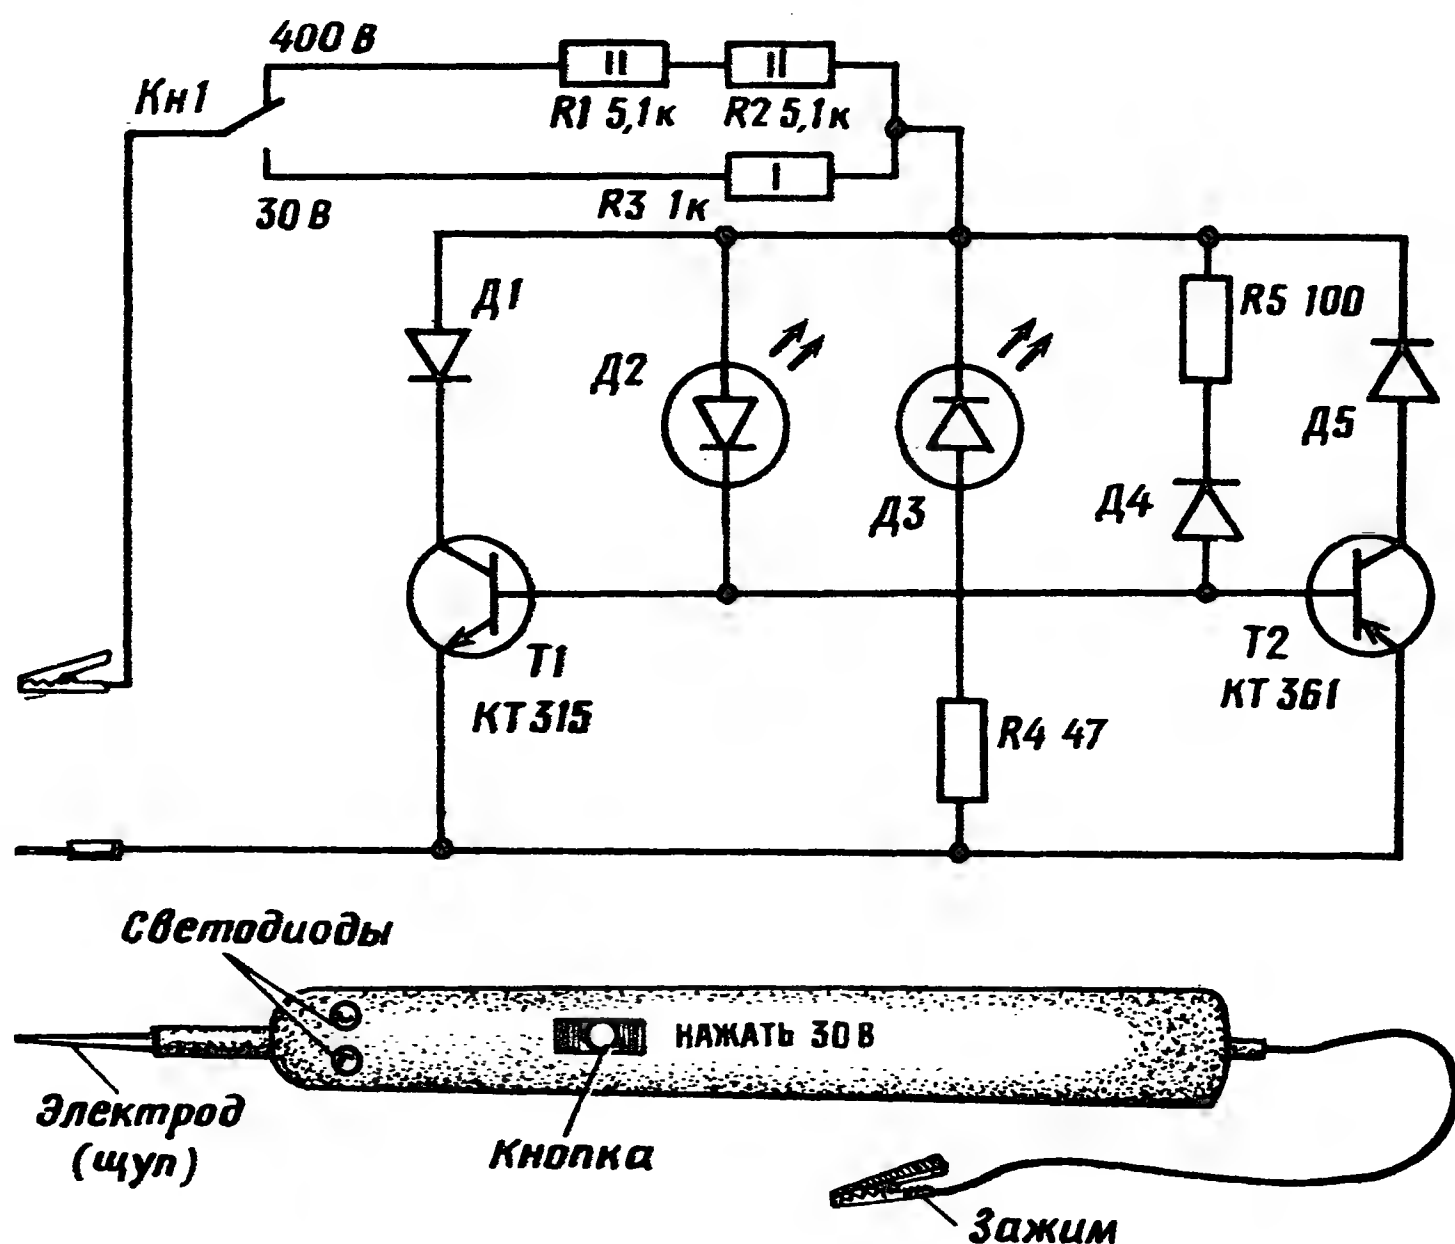 400 В
Кн1
R1 5,1к
R2 5,1к
30 В
R3 1к
Д1
R5 100
Д2
Д5
Д3
Д4
Т1
КТ315
Т2
КТ361
R4 47
Светодиоды
НАЖАТЬ 30 В
Электрод
(щуп)
Кнопка
Зажим